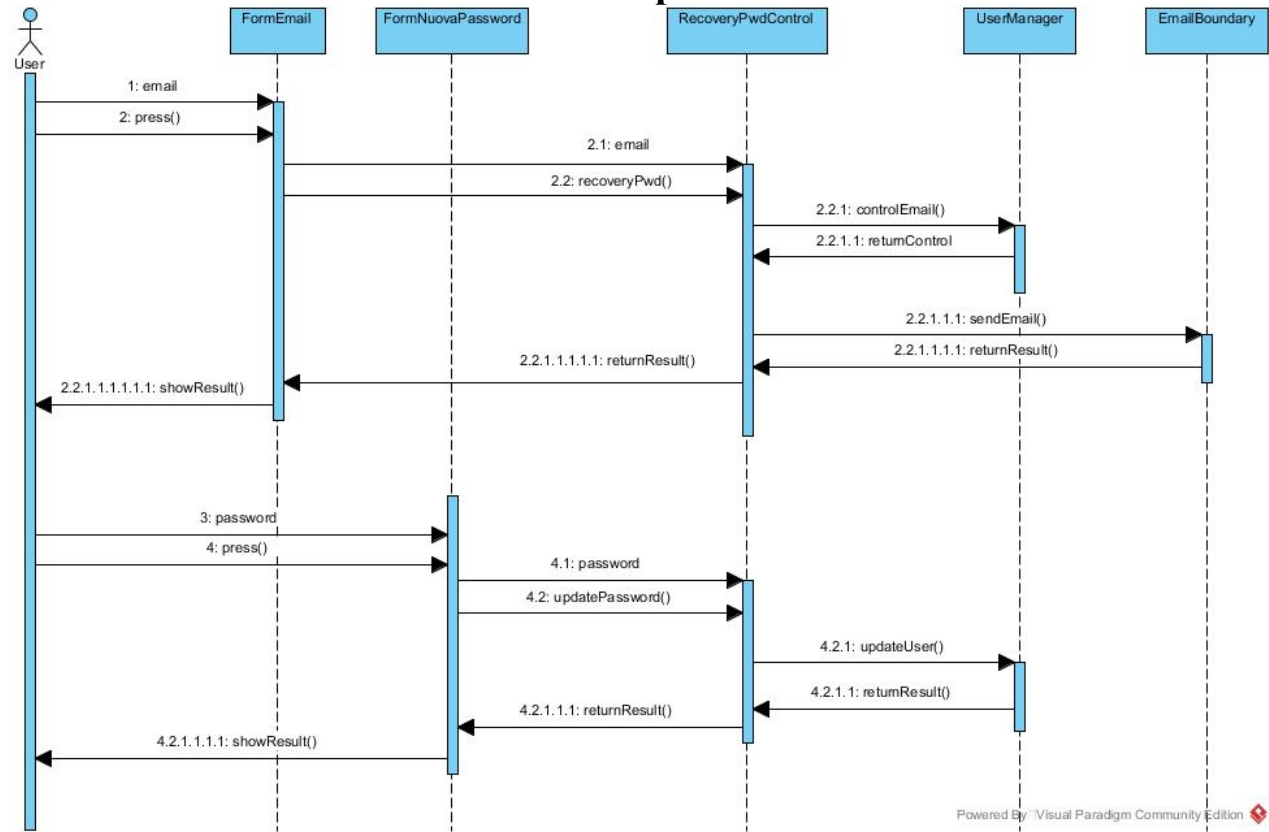 FormEmail
FormNuovaPassword
RecoveryPwdControl
UserManager
EmailBoundary
User
1: email
2: press()
2.1: email
2.2: recoveryPwd()
2.2.1: controlEmail()
2.2.1.1: returnControl
2.2.1.1.1: sendEmail()
2.2.1.1.1.1: returnResult()
2.2.1.1.1.1.1: returnResult()
2.2.1.1.1.1.1.1: showResult()
3: password
4: press()
4.1: password
4.2: updatePassword()
4.2.1: updateUser()
4.2.1.1: returnResult()
4.2.1.1.1: returnResult()
4.2.1.1.1.1: showResult()
Powered By Visual Paradigm Community Edition